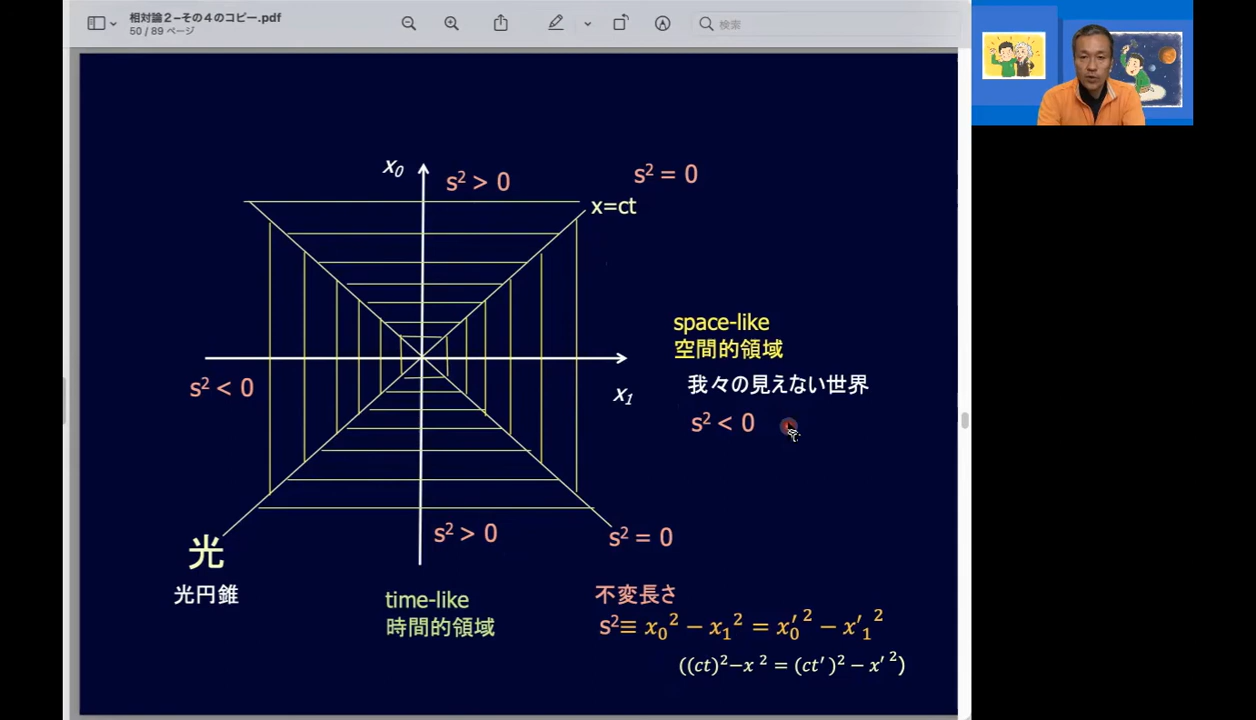 相対論２−その４のコピー.pdf
50 / 89 ページ
検索
x₀
s² > 0
s² = 0
x=ct
space-like
空間的領域
我々の見えない世界
s² < 0
s² < 0
x₁
s² > 0
s² = 0
光
光円錐
time-like
時間的領域
不変長さ
s²≡ x₀² − x₁² = x′₀² − x′₁²
((ct)²−x² = (ct′)² − x′²)